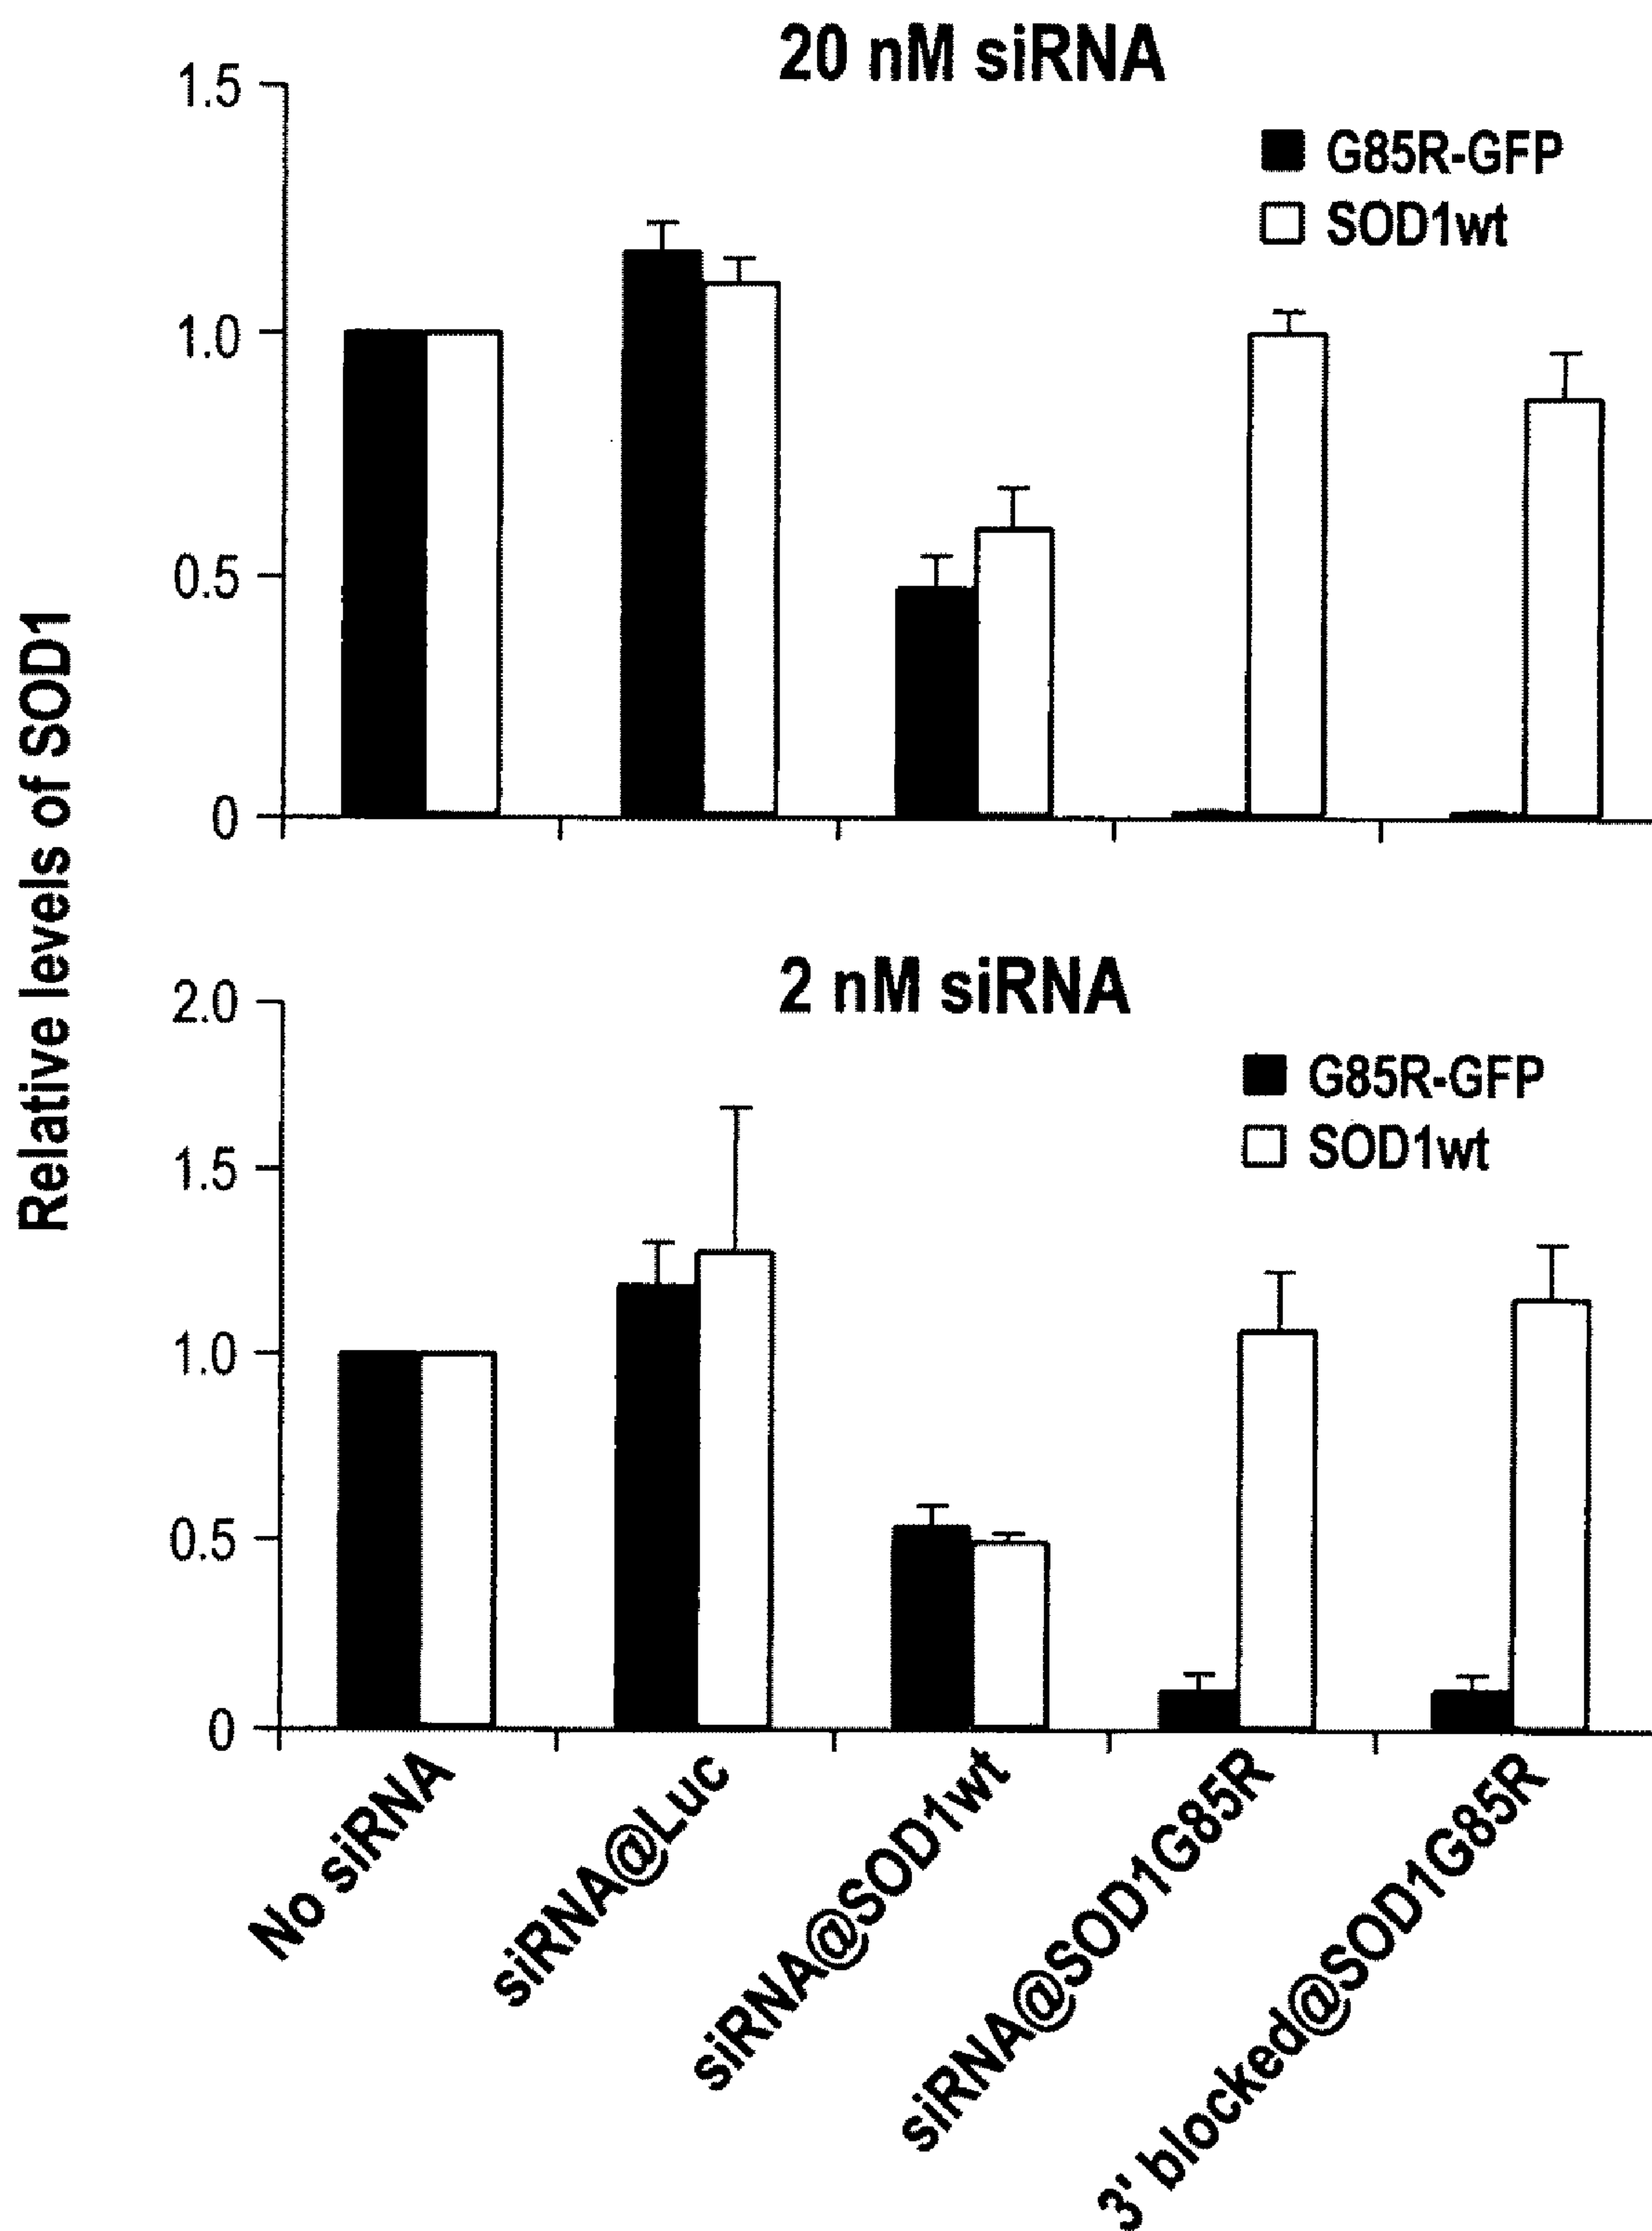 20 nM siRNA
1.5
1.0
0.5
0
G85R-GFP
SOD1wt
Relative levels of SOD1
2 nM siRNA
2.0
1.5
1.0
0.5
0
G85R-GFP
SOD1wt
No siRNA
siRNA@Luc
siRNA@SOD1wt
siRNA@SOD1G85R
3' blocked@SOD1G85R